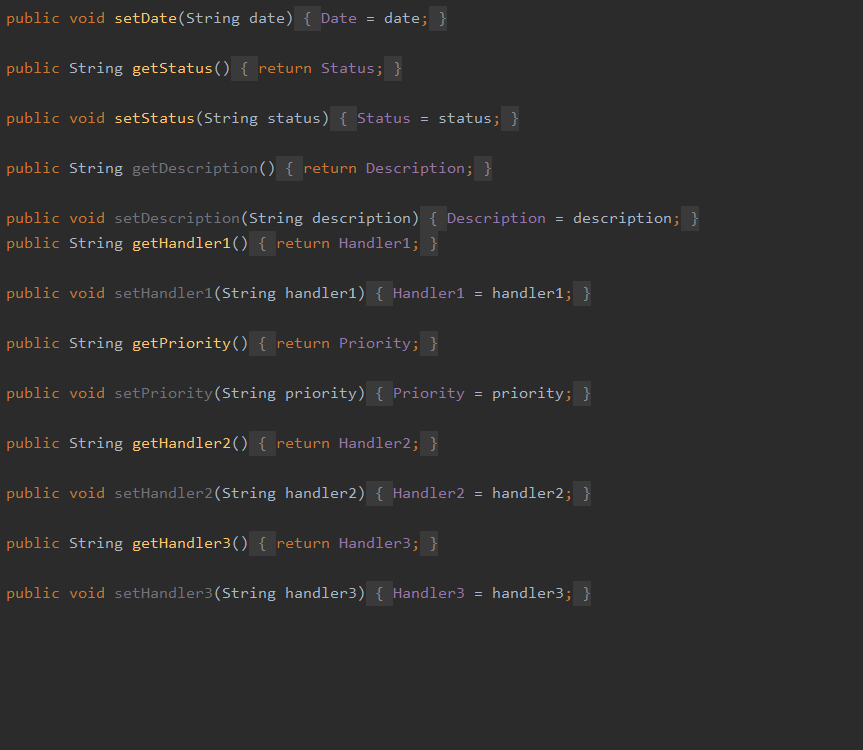 public void setDate(String date) { Date = date; }
public String getStatus() { return Status; }
public void setStatus(String status) { Status = status; }
public String getDescription() { return Description; }
public void setDescription(String description) { Description = description; }
public String getHandler1() { return Handler1; }
public void setHandler1(String handler1) { Handler1 = handler1; }
public String getPriority() { return Priority; }
public void setPriority(String priority) { Priority = priority; }
public String getHandler2() { return Handler2; }
public void setHandler2(String handler2) { Handler2 = handler2; }
public String getHandler3() { return Handler3; }
public void setHandler3(String handler3) { Handler3 = handler3; }